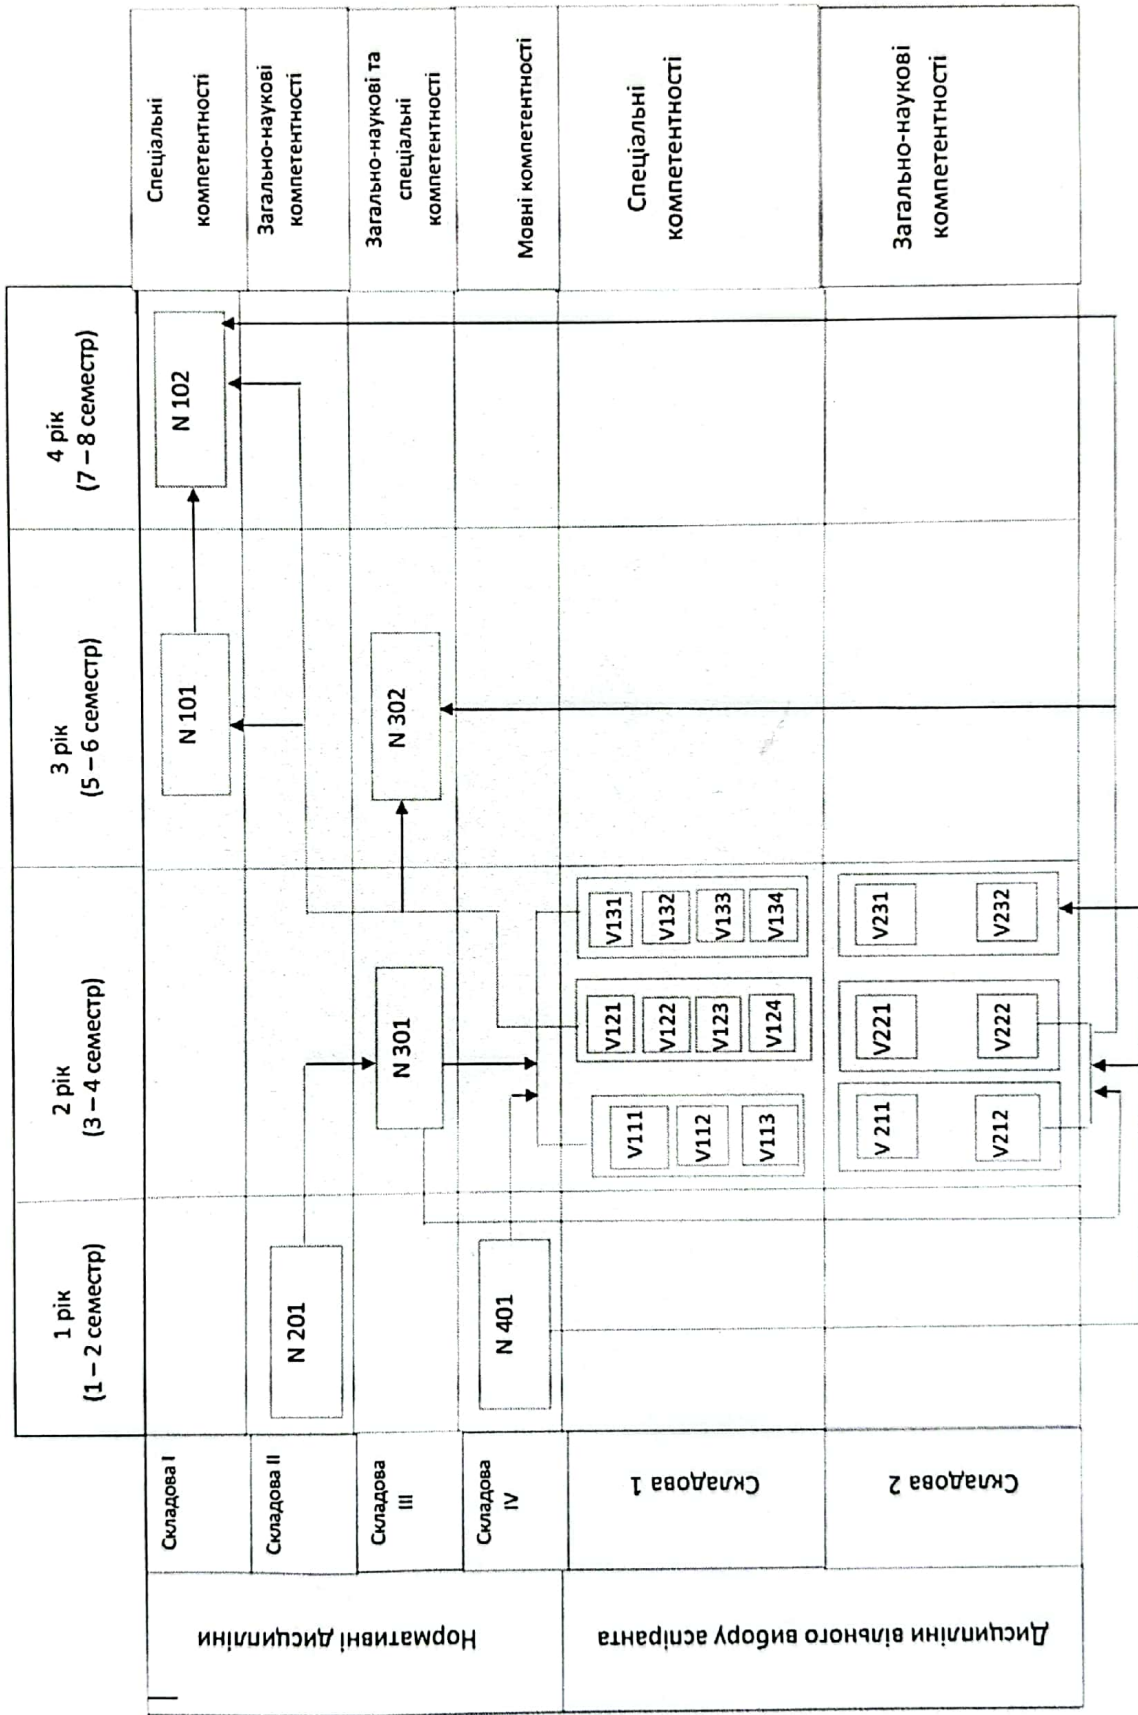 1 рік
(1 – 2 семестр)
2 рік
(3 – 4 семестр)
3 рік
(5 – 6 семестр)
4 рік
(7 – 8 семестр)
Нормативні дисципліни
Складова I
N 101
N 102
Спеціальні
компетентності
Складова II
N 201
Загально-наукові
компетентності
Складова
III
N 301
N 302
Загально-наукові та
спеціальні
компетентності
Складова
IV
N 401
Мовні компетентності
Дисципліни вільного вибору аспіранта
Складова 1
V111
V112
V113
V121
V122
V123
V124
V131
V132
V133
V134
Спеціальні
компетентності
Складова 2
V 211
V212
V221
V222
V231
V232
Загально-наукові
компетентності